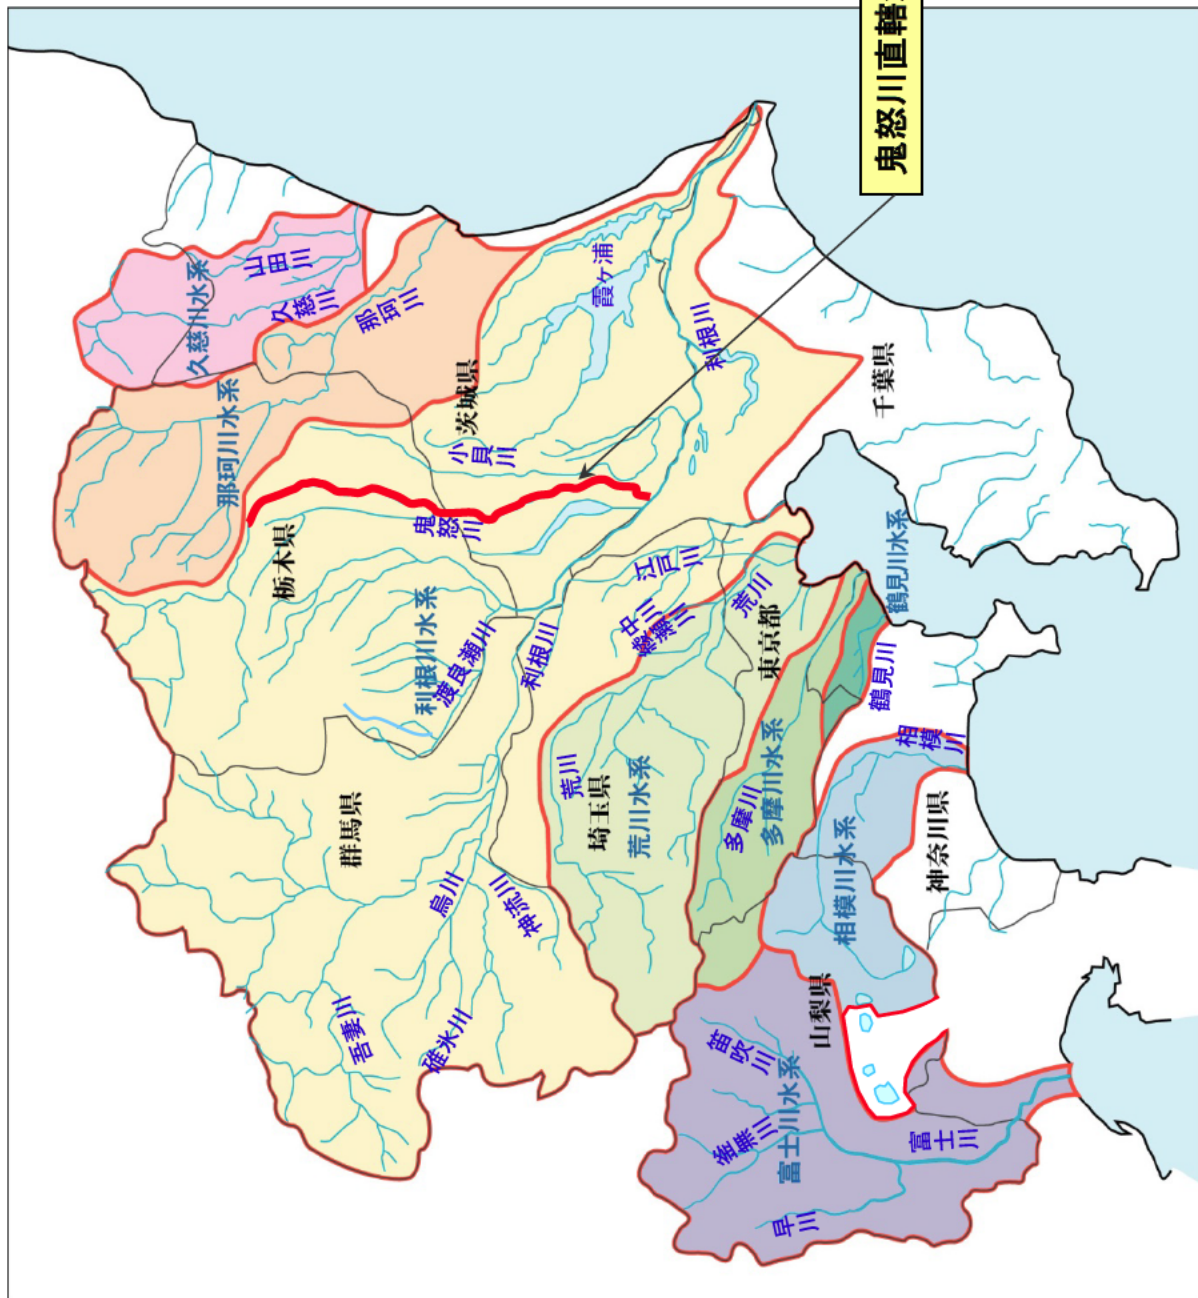 鬼怒川直轄
久慈川水系
山田川
久慈川
那珂川
那珂川水系
霞ヶ浦
茨城県
利根川
小貝川
千葉県
鬼怒川
栃木県
利根川水系
渡良瀬川
利根川
江戸川
中川
綾瀬川
荒川
東京都
鶴見川水系
鶴見川
相模川
荒川
埼玉県
荒川水系
多摩川
多摩川水系
群馬県
烏川
神流川
吾妻川
碓氷川
相模川水系
神奈川県
山梨県
笛吹川
釜無川
富士川水系
富士川
早川